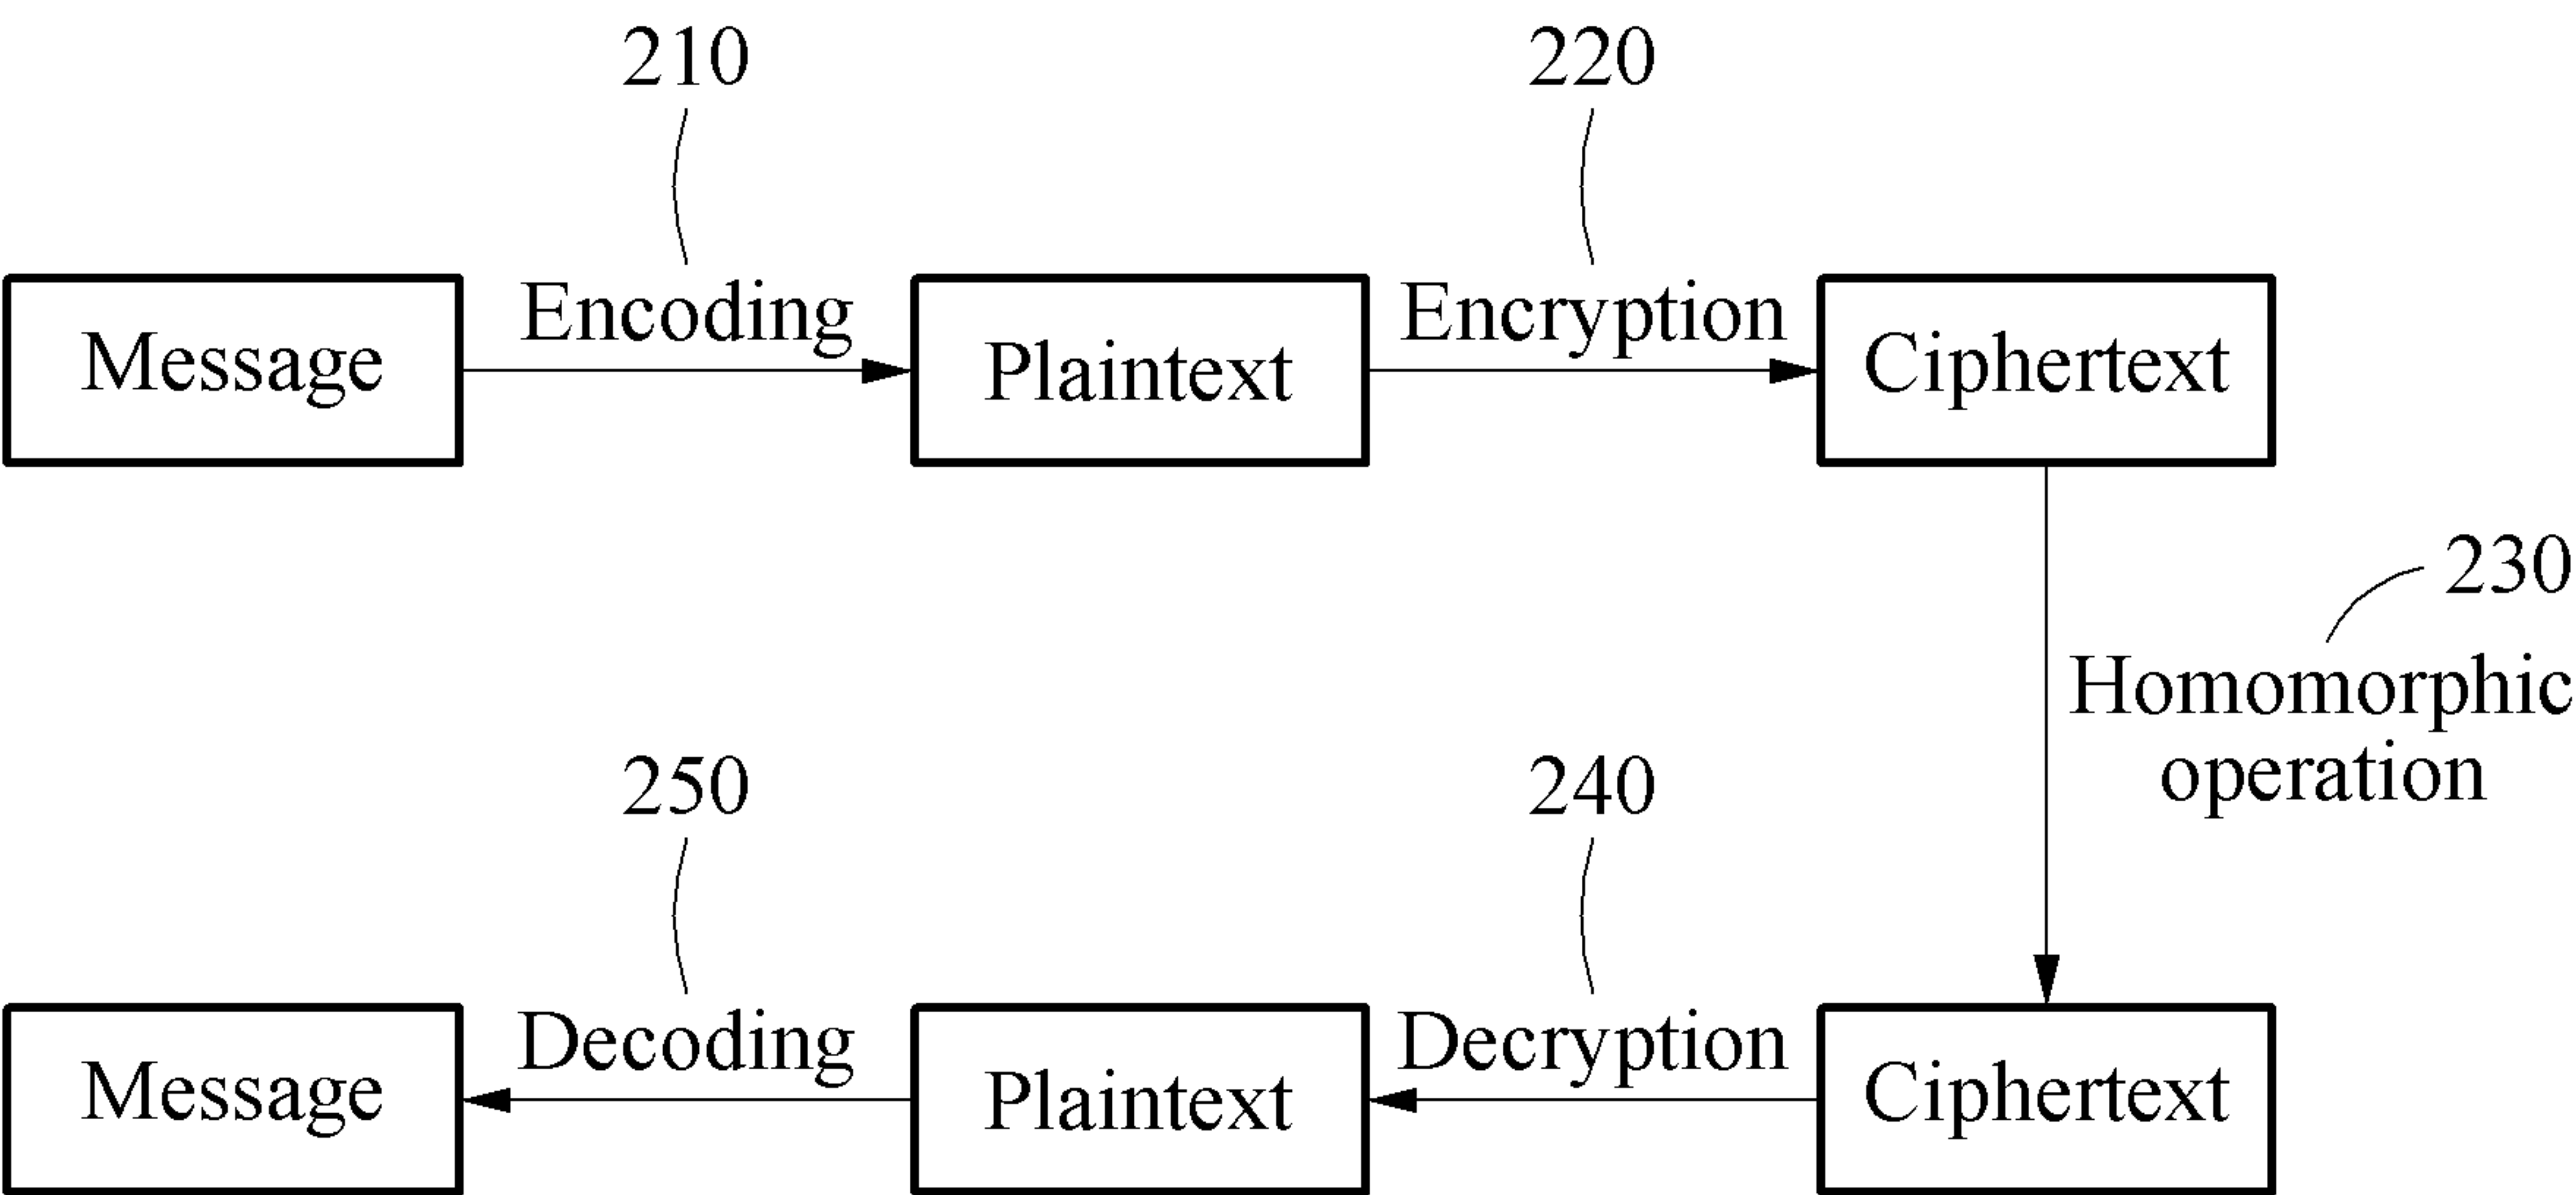 210
220
Message
Encoding
Plaintext
Encryption
Ciphertext
230
Homomorphic
operation
250
240
Message
Decoding
Plaintext
Decryption
Ciphertext